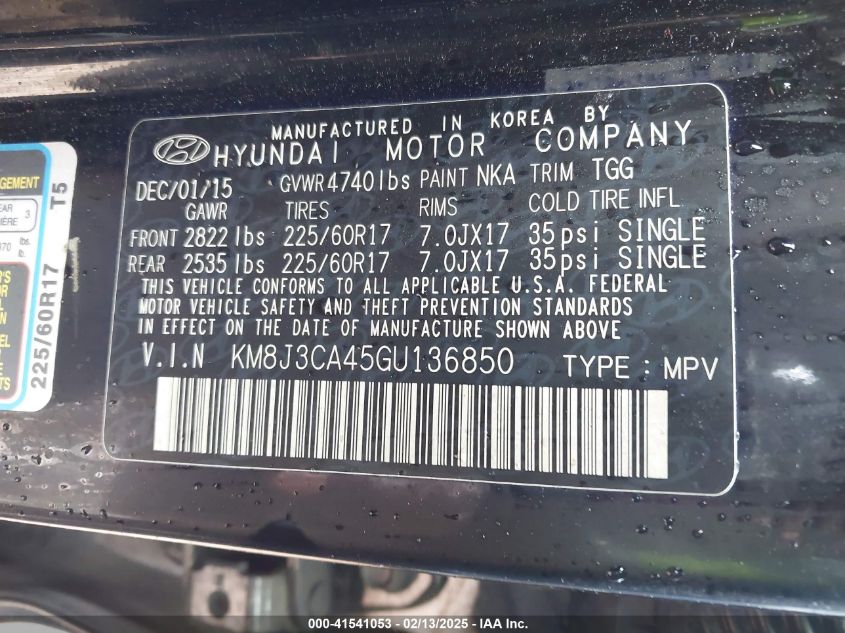 MANUFACTURED IN KOREA BY
HYUNDAI MOTOR COMPANY
DEC/01/15 GVWR 4740 lbs PAINT NKA TRIM TGG
GAWR TIRES RIMS COLD TIRE INFL
FRONT 2822 lbs 225/60R17 7.0JX17 35psi SINGLE
REAR 2535 lbs 225/60R17 7.0JX17 35psi SINGLE
THIS VEHICLE CONFORMS TO ALL APPLICABLE U.S.A. FEDERAL
MOTOR VEHICLE SAFETY AND THEFT PREVENTION STANDARDS
IN EFFECT ON THE DATE OF MANUFACTURE SHOWN ABOVE
V.I.N KM8J3CA45GU136850 TYPE : MPV
T5
225/60R17
3
lbs.
000-41541053 - 02/13/2025 - IAA Inc.